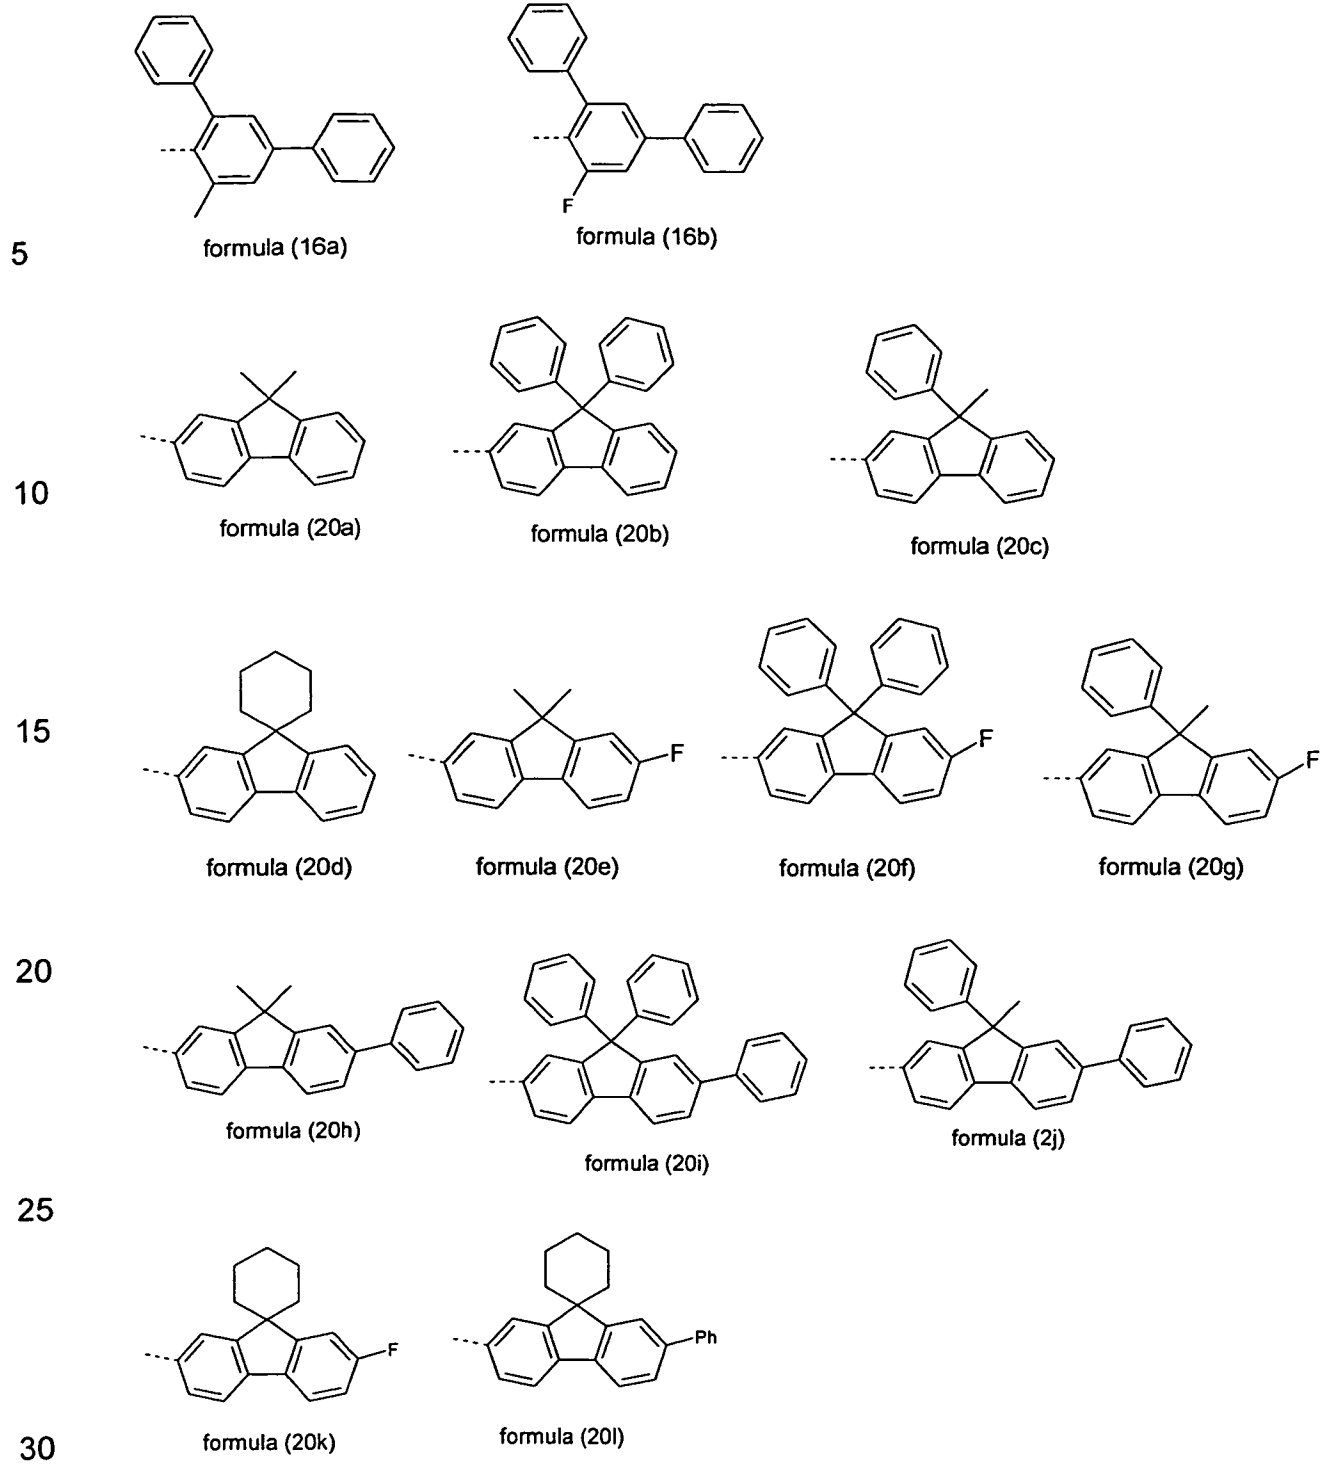 F
5 formula (16a) formula (16b)
10
formula (20a) formula (20b) formula (20c)
15 F F F
formula (20d) formula (20e) formula (20f) formula (20g)
20
formula (20h) formula (20i) formula (2j)
25
F Ph
30 formula (20k) formula (20l)